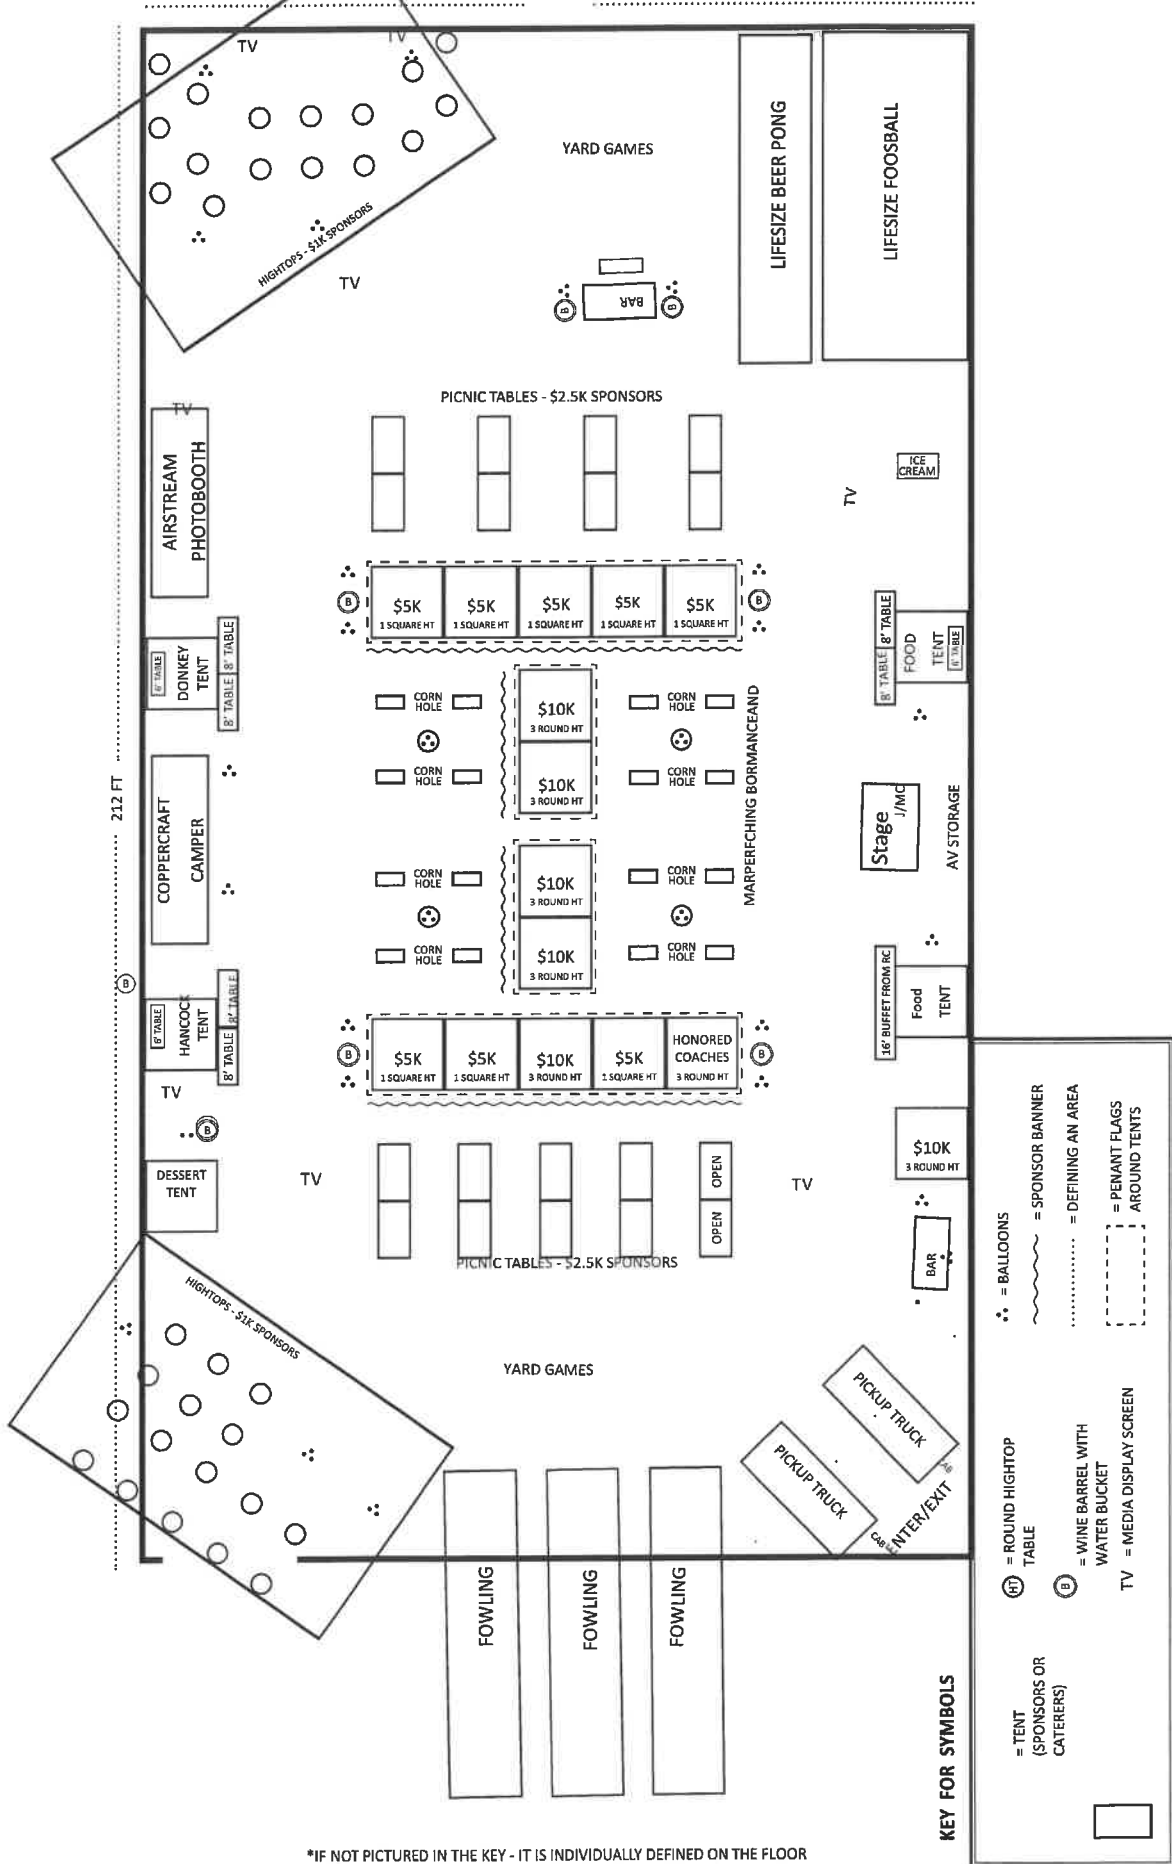 TV
TV
YARD GAMES
LIFESIZE BEER PONG
LIFESIZE FOOSBALL
HIGHTOPS - $1K SPONSORS
TV
BAR
B
B
PICNIC TABLES - $2.5K SPONSORS
TV
AIRSTREAM
PHOTOBOOTH
ICE
CREAM
TV
B
$5K
1 SQUARE HT
$5K
1 SQUARE HT
$5K
1 SQUARE HT
$5K
1 SQUARE HT
$5K
1 SQUARE HT
B
6' TABLE
DONKEY
TENT
8' TABLE
8' TABLE
8' TABLE
8' TABLE
FOOD
TENT
6' TABLE
CORN
HOLE
CORN
HOLE
$10K
3 ROUND HT
$10K
3 ROUND HT
CORN
HOLE
CORN
HOLE
MARPERFCHING BORMANCEAND
212 FT
COPPERCRAFT
CAMPER
Stage
J/MC
AV STORAGE
CORN
HOLE
CORN
HOLE
$10K
3 ROUND HT
$10K
3 ROUND HT
CORN
HOLE
CORN
HOLE
B
6' TABLE
HANCOCK
TENT
8' TABLE
8' TABLE
16' BUFFET FROM RC
Food
TENT
B
$5K
1 SQUARE HT
$5K
1 SQUARE HT
$10K
3 ROUND HT
$5K
1 SQUARE HT
HONORED
COACHES
3 ROUND HT
B
TV
B
DESSERT
TENT
TV
OPEN
OPEN
TV
$10K
3 ROUND HT
BAR
PICNIC TABLES - $2.5K SPONSORS
HIGHTOPS - $1K SPONSORS
YARD GAMES
PICKUP TRUCK
CAB
PICKUP TRUCK
CAB
NTER/EXIT
FOWLING
FOWLING
FOWLING
KEY FOR SYMBOLS
= TENT
(SPONSORS OR
CATERERS)
HT = ROUND HIGHTOP
TABLE
B = WINE BARREL WITH
WATER BUCKET
TV = MEDIA DISPLAY SCREEN
= BALLOONS
= SPONSOR BANNER
= DEFINING AN AREA
= PENANT FLAGS
AROUND TENTS
*IF NOT PICTURED IN THE KEY - IT IS INDIVIDUALLY DEFINED ON THE FLOOR